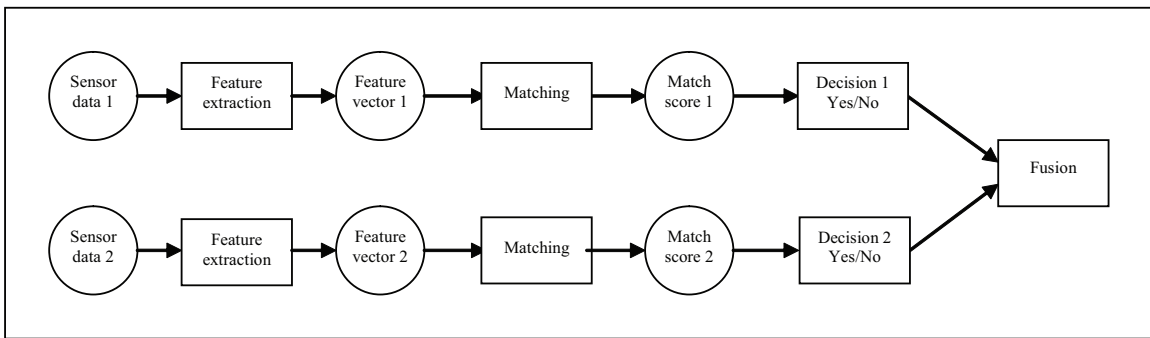 Sensor
data 1
Feature
extraction
Feature
vector 1
Matching
Match
score 1
Decision 1
Yes/No
Fusion
Sensor
data 2
Feature
extraction
Feature
vector 2
Matching
Match
score 2
Decision 2
Yes/No